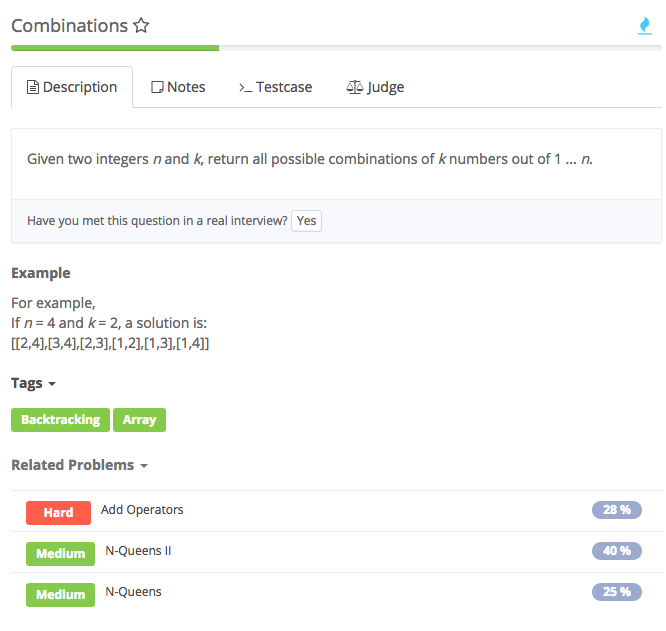 Combinations
Description Notes >_ Testcase Judge
Given two integers n and k, return all possible combinations of k numbers out of 1 ... n.
Have you met this question in a real interview? Yes
Example
For example,
If n = 4 and k = 2, a solution is:
[[2,4],[3,4],[2,3],[1,2],[1,3],[1,4]]
Tags
Backtracking Array
Related Problems
Hard Add Operators 28 %
Medium N-Queens II 40 %
Medium N-Queens 25 %